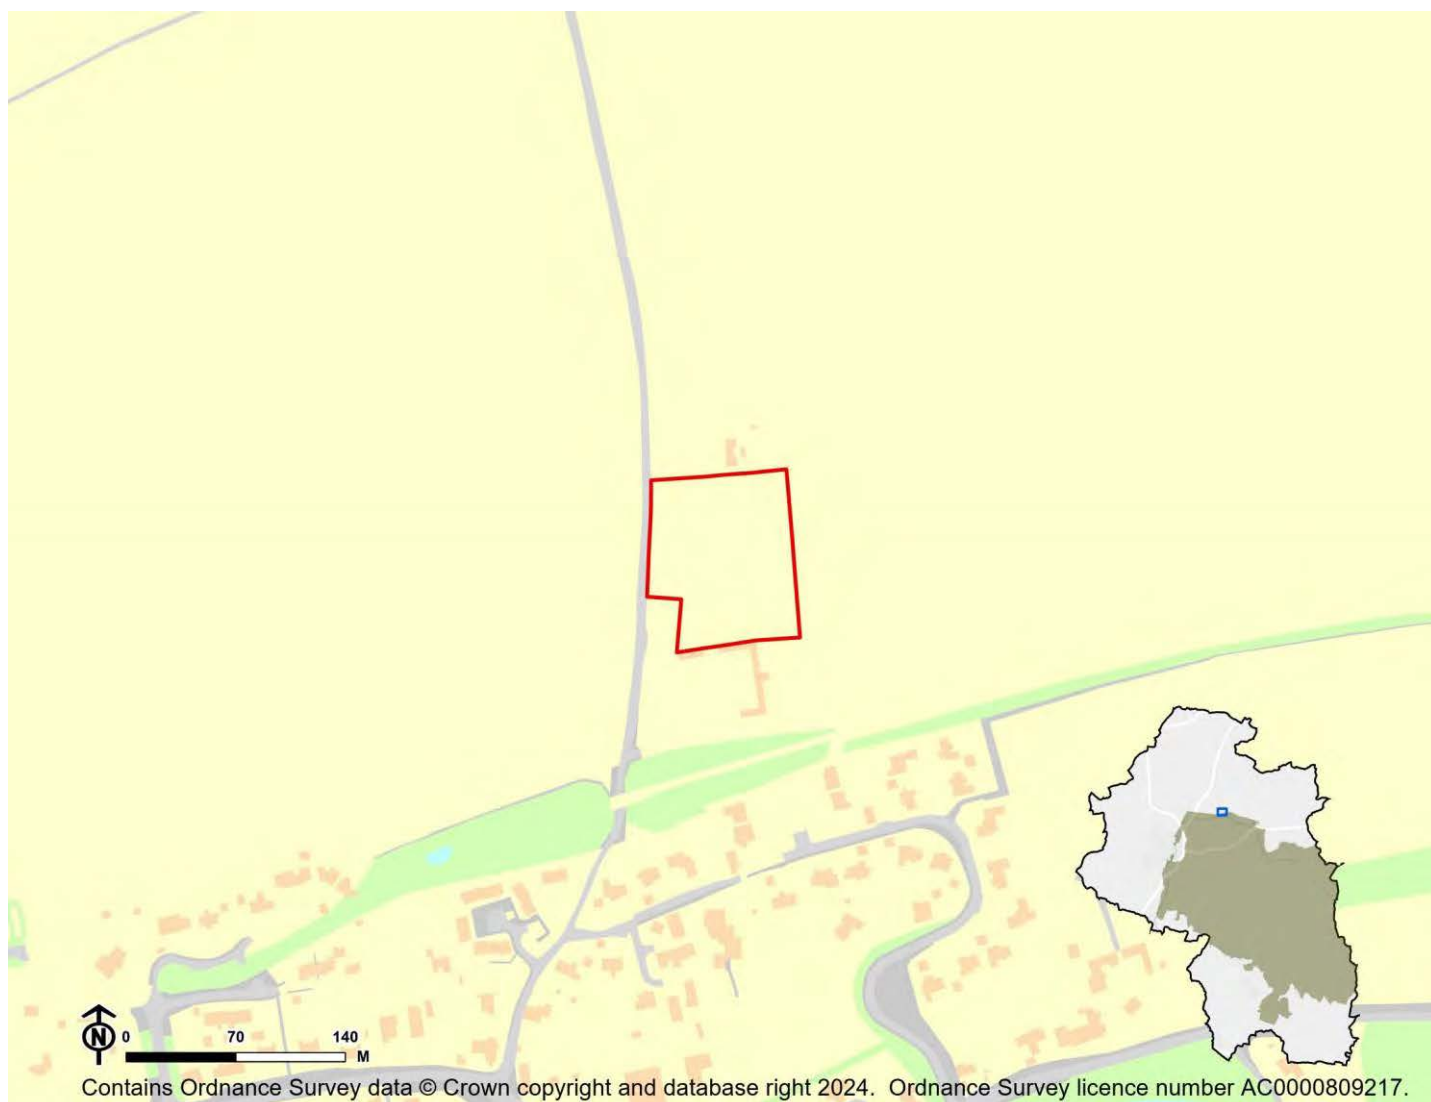 N 0 70 140
M
Contains Ordnance Survey data © Crown copyright and database right 2024. Ordnance Survey licence number AC0000809217.